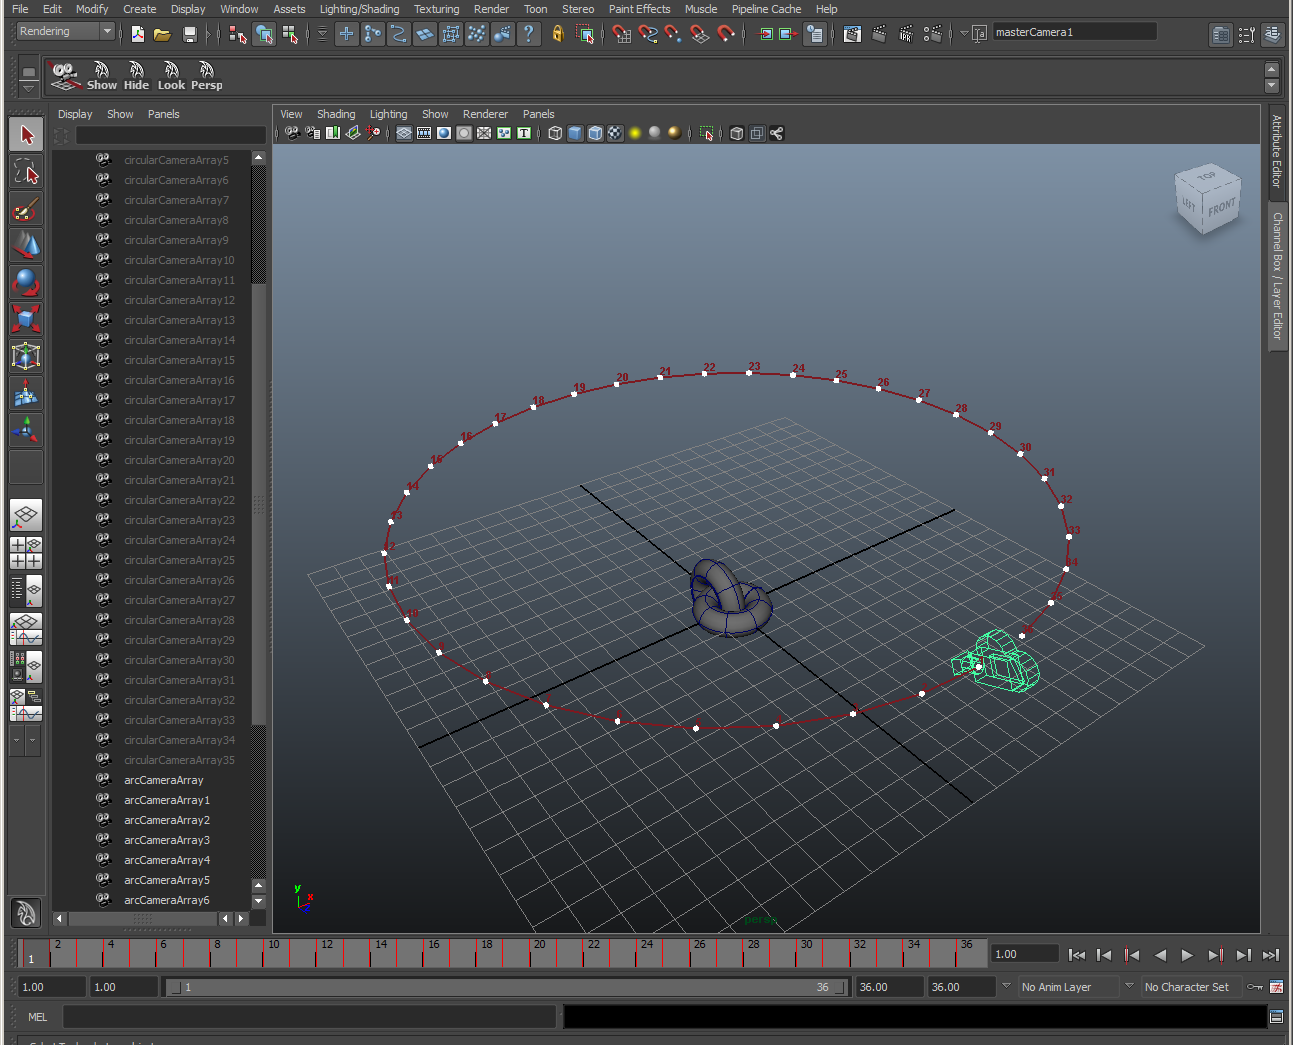 File Edit Modify Create Display Window Assets Lighting/Shading Texturing Render Toon Stereo Paint Effects Muscle Pipeline Cache Help
Rendering
masterCamera1
Show Hide Look Persp
Display Show Panels
View Shading Lighting Show Renderer Panels
circularCameraArray5
circularCameraArray6
circularCameraArray7
circularCameraArray8
circularCameraArray9
circularCameraArray10
circularCameraArray11
circularCameraArray12
circularCameraArray13
circularCameraArray14
circularCameraArray15
circularCameraArray16
circularCameraArray17
circularCameraArray18
circularCameraArray19
circularCameraArray20
circularCameraArray21
circularCameraArray22
circularCameraArray23
circularCameraArray24
circularCameraArray25
circularCameraArray26
circularCameraArray27
circularCameraArray28
circularCameraArray29
circularCameraArray30
circularCameraArray31
circularCameraArray32
circularCameraArray33
circularCameraArray34
circularCameraArray35
arcCameraArray
arcCameraArray1
arcCameraArray2
arcCameraArray3
arcCameraArray4
arcCameraArray5
arcCameraArray6
TOP
LEFT FRONT
Attribute Editor
Channel Box / Layer Editor
10 11 12 13 14 15 16 17 18 19 20 21 22 23 24 25 26 27 28 29 30 31 32 33 34 35
y
x
persp
1 2 4 6 8 10 12 14 16 18 20 22 24 26 28 30 32 34 36
1.00
1.00 1.00 1 36 36.00 36.00 No Anim Layer No Character Set
MEL